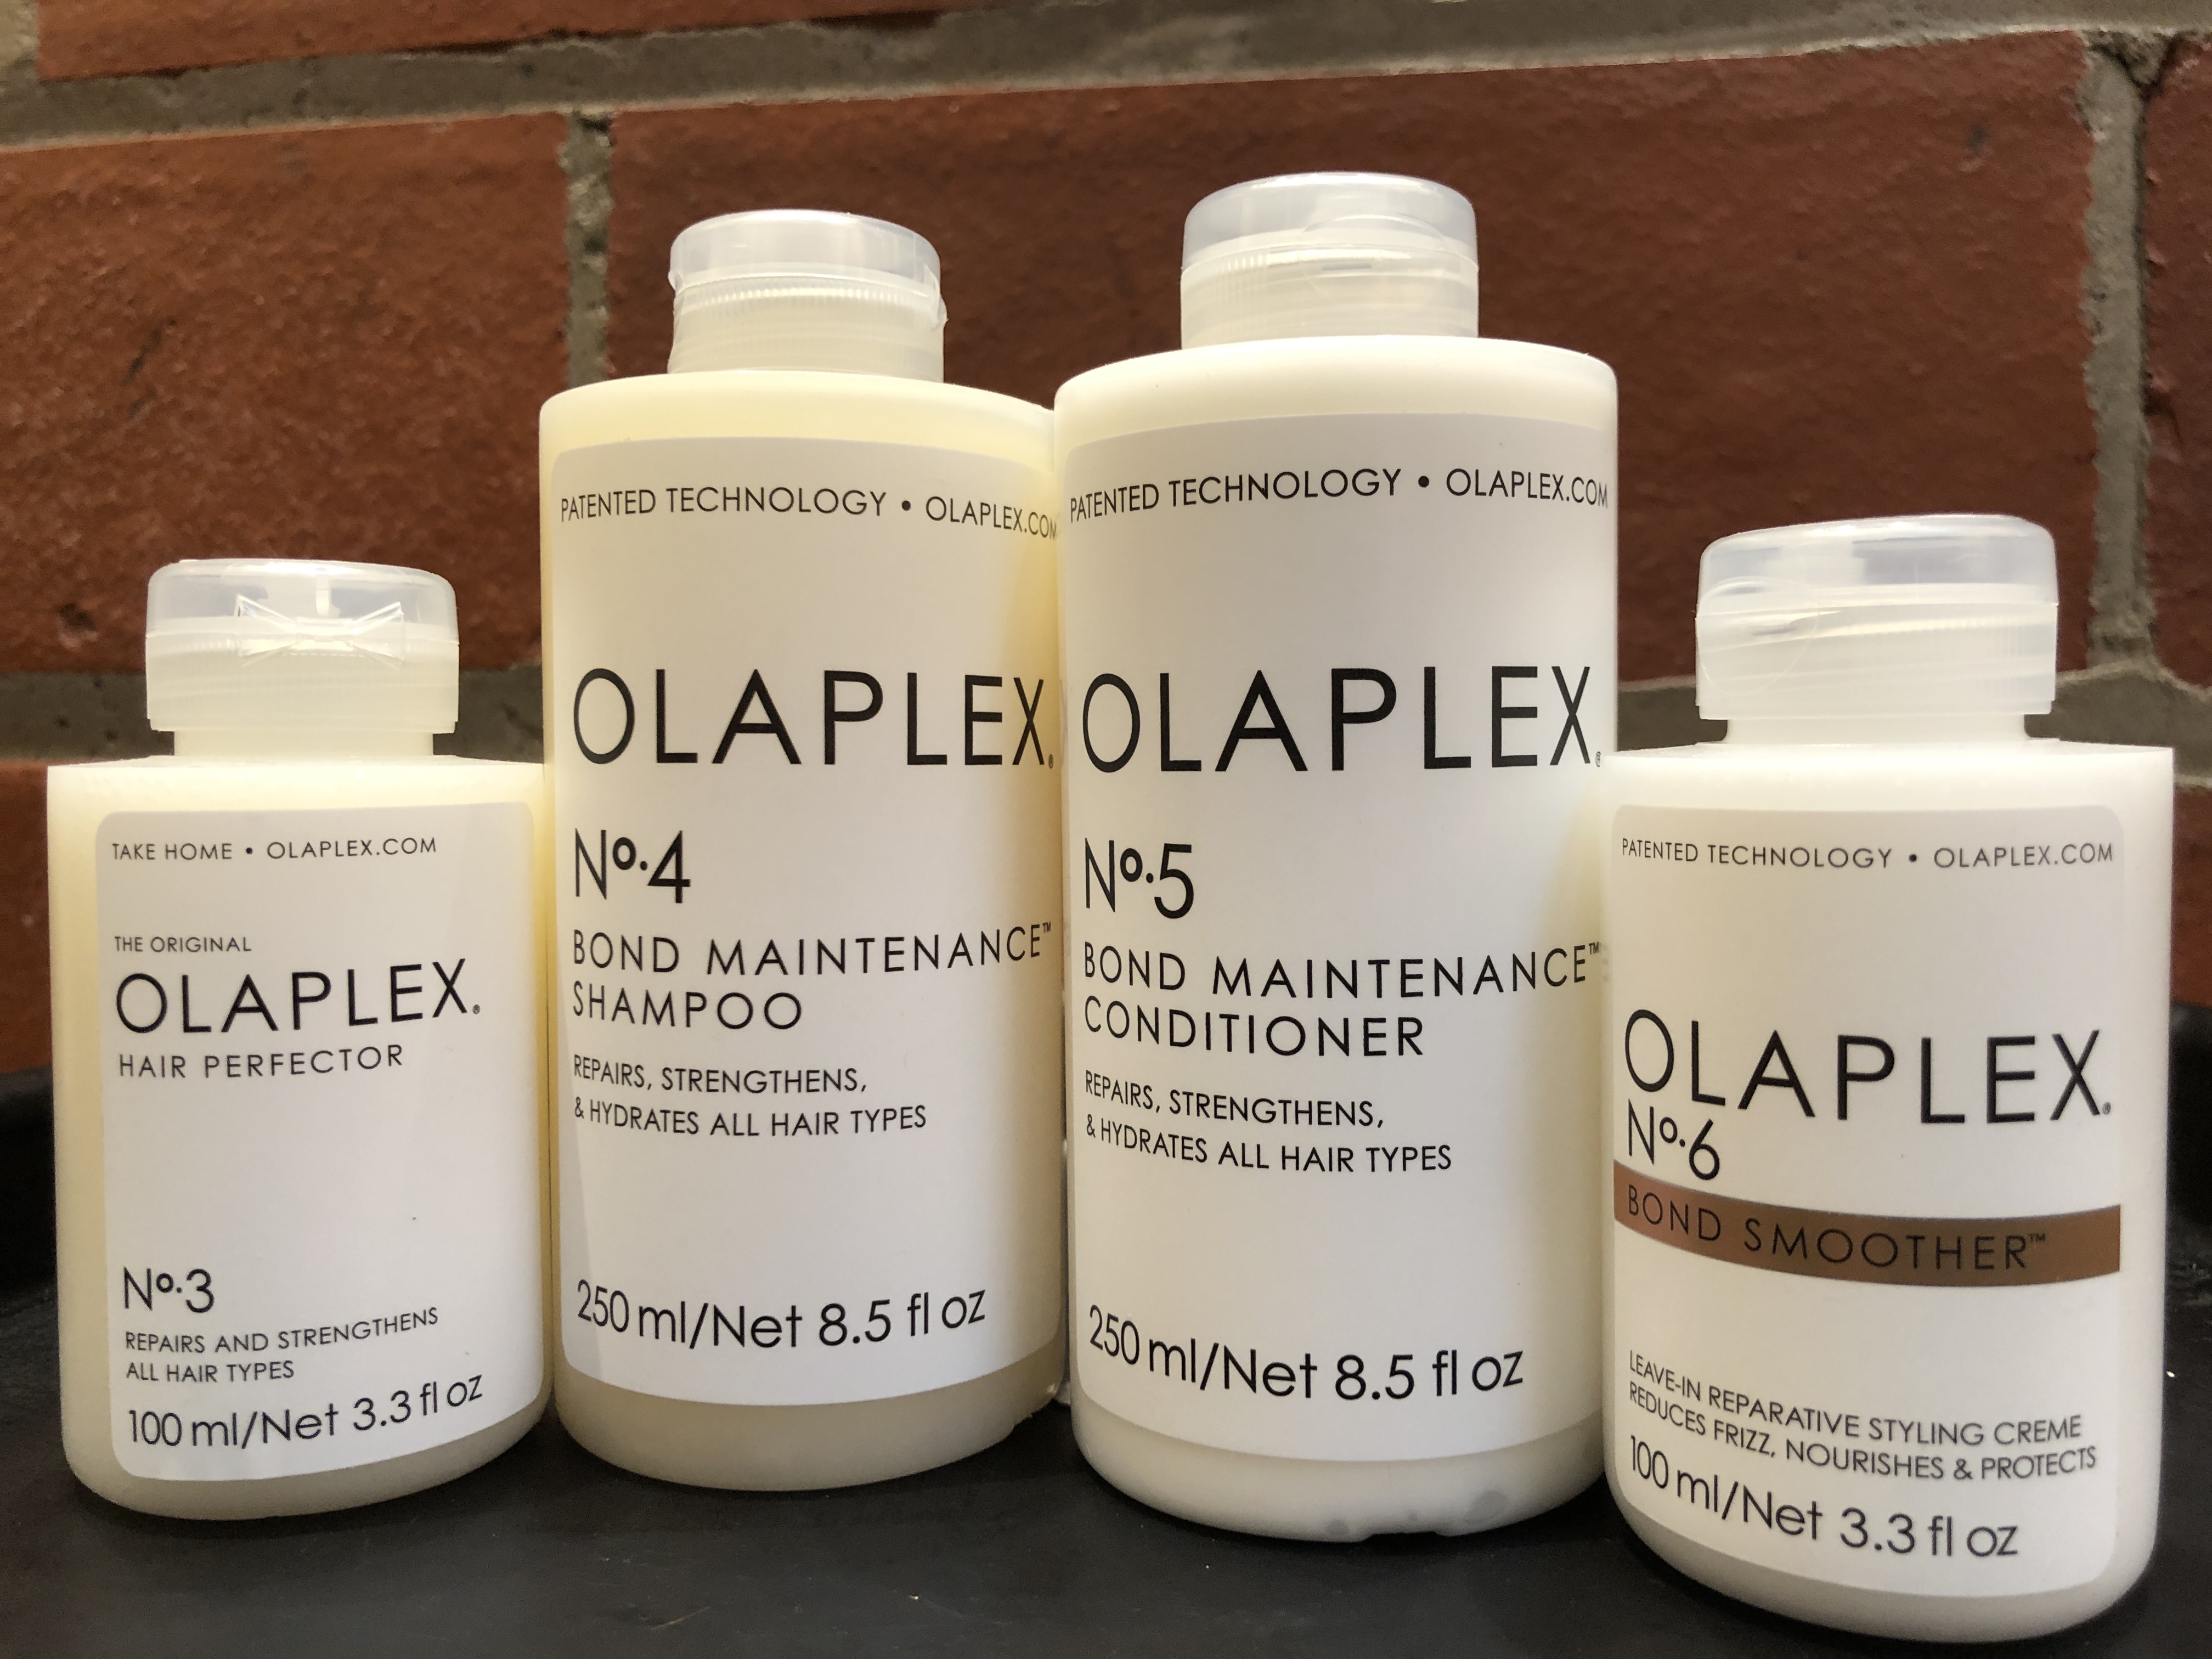 TAKE HOME • OLAPLEX.COM
THE ORIGINAL
OLAPLEX®
HAIR PERFECTOR
Nº.3
REPAIRS AND STRENGTHENS
ALL HAIR TYPES
100 ml/Net 3.3 fl oz
PATENTED TECHNOLOGY • OLAPLEX.COM
OLAPLEX®
Nº.4
BOND MAINTENANCE™
SHAMPOO
REPAIRS, STRENGTHENS,
& HYDRATES ALL HAIR TYPES
250 ml/Net 8.5 fl oz
PATENTED TECHNOLOGY • OLAPLEX.COM
OLAPLEX®
Nº.5
BOND MAINTENANCE™
CONDITIONER
REPAIRS, STRENGTHENS,
& HYDRATES ALL HAIR TYPES
250 ml/Net 8.5 fl oz
PATENTED TECHNOLOGY • OLAPLEX.COM
OLAPLEX®
Nº.6
BOND SMOOTHER™
LEAVE-IN REPARATIVE STYLING CREME
REDUCES FRIZZ, NOURISHES & PROTECTS
100 ml/Net 3.3 fl oz